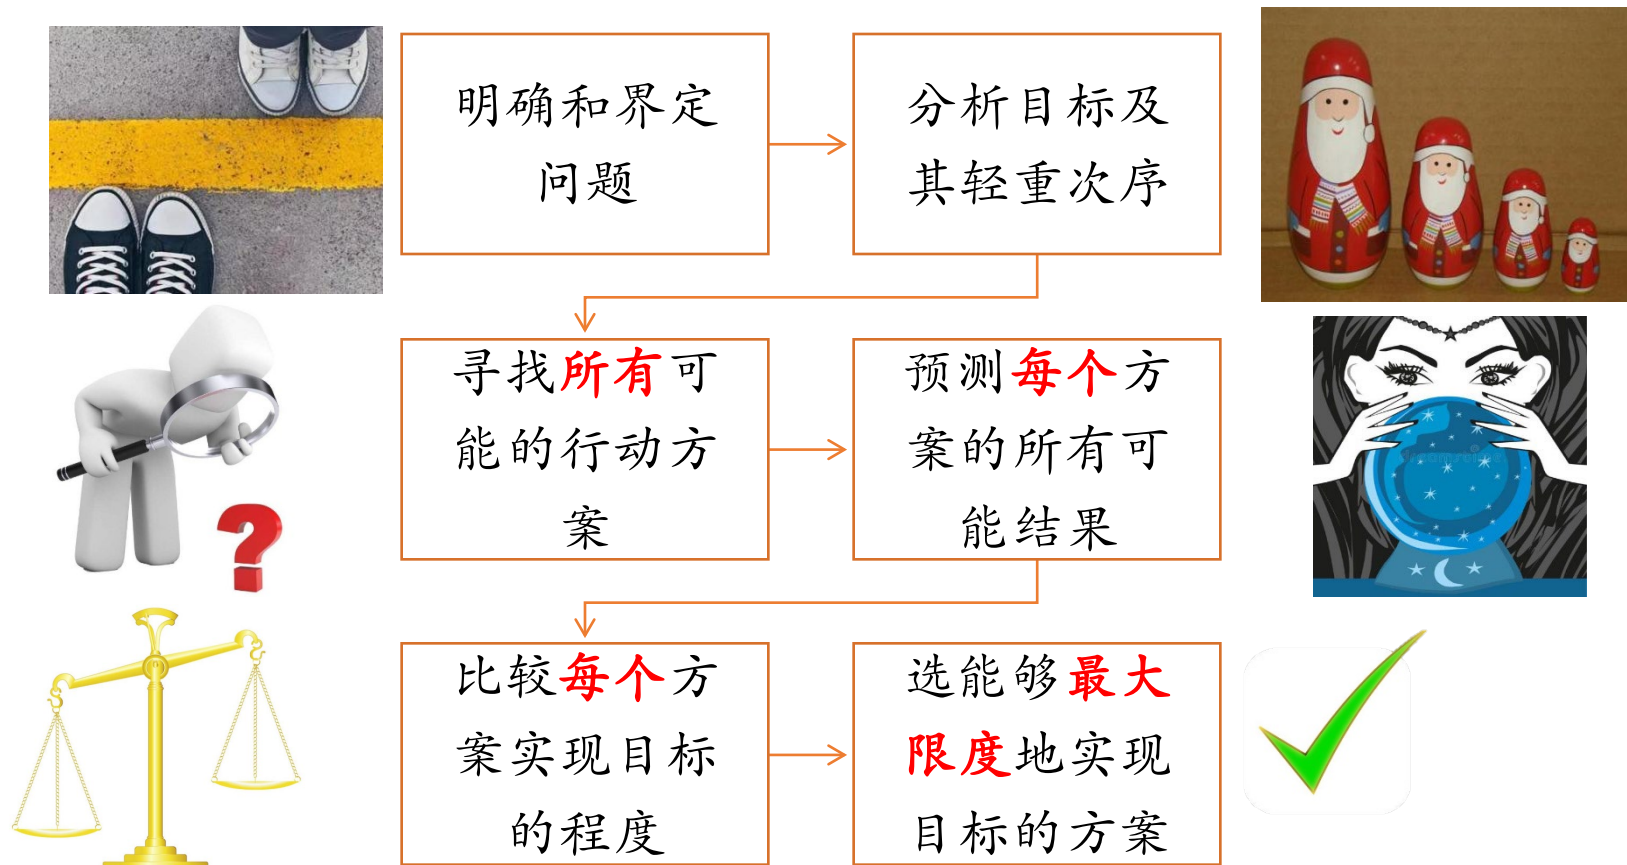 明确和界定
问题
分析目标及
其轻重次序
寻找所有可
能的行动方
案
预测每个方
案的所有可
能结果
比较每个方
案实现目标
的程度
选能够最大
限度地实现
目标的方案